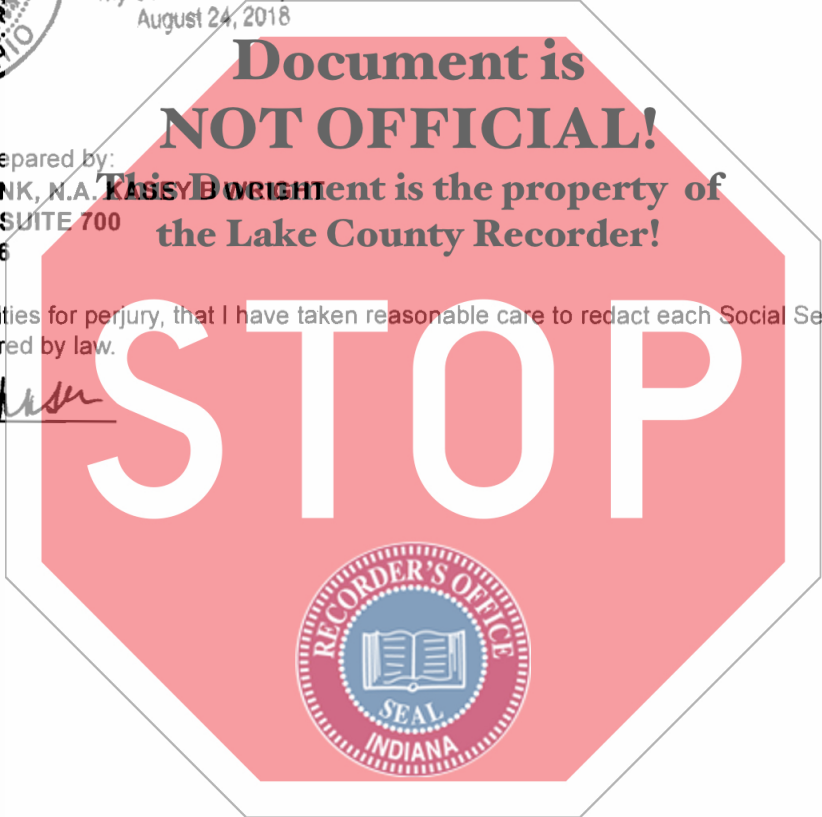 August 24, 2018
Document is
NOT OFFICIAL!
epared by:
NK, N.A. KASEY B WRIGHT
This Document is the property of
SUITE 700
the Lake County Recorder!
6
ties for perjury, that I have taken reasonable care to redact each Social Se
red by law.
STOP
RECORDER'S OFFICE
SEAL
INDIANA